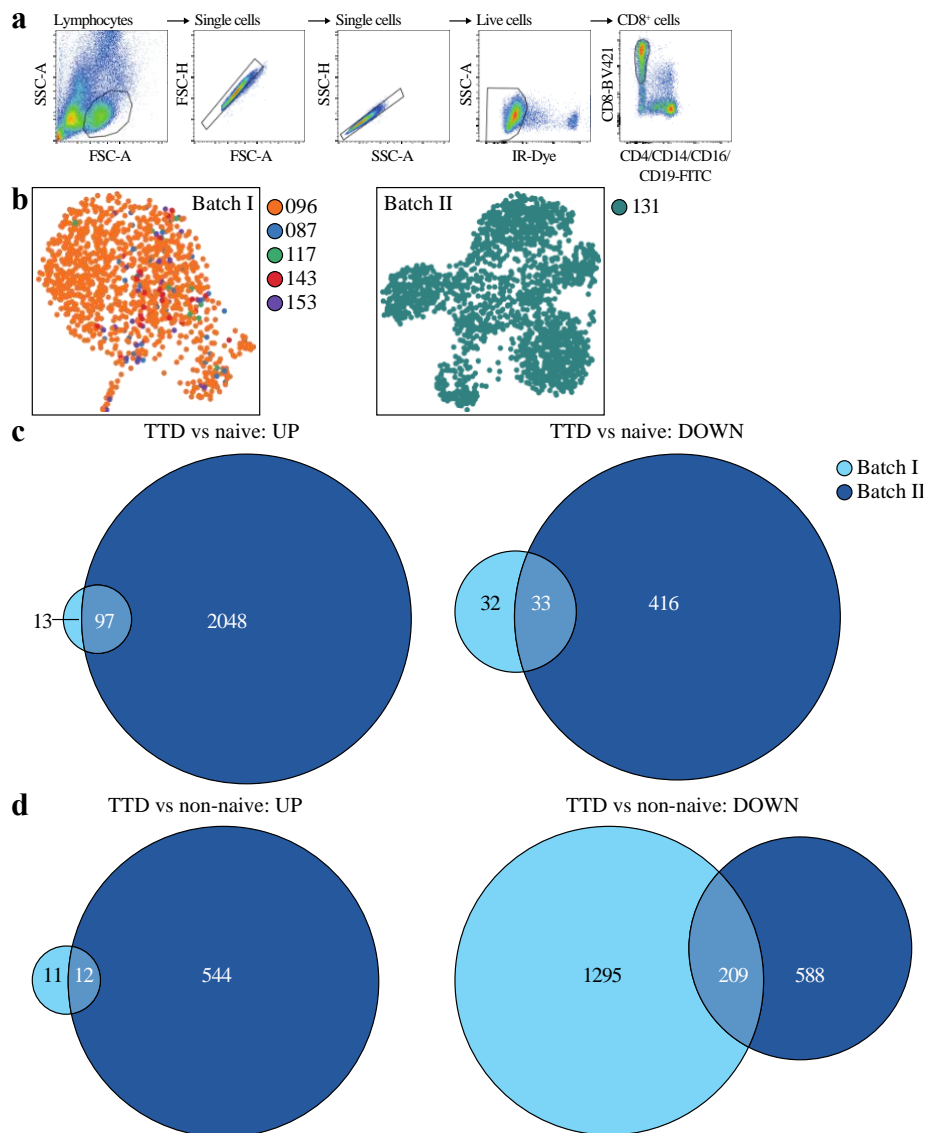 a
Lymphocytes → Single cells → Single cells → Live cells → CD8⁺ cells
SSC-A
FSC-A
FSC-H
FSC-A
SSC-H
SSC-A
SSC-A
IR-Dye
CD8-BV421
CD4/CD14/CD16/
CD19-FITC
b
Batch I
096
087
117
143
153
Batch II
131
c
TTD vs naive: UP
13
97
2048
TTD vs naive: DOWN
32
33
416
Batch I
Batch II
d
TTD vs non-naive: UP
11
12
544
TTD vs non-naive: DOWN
1295
209
588